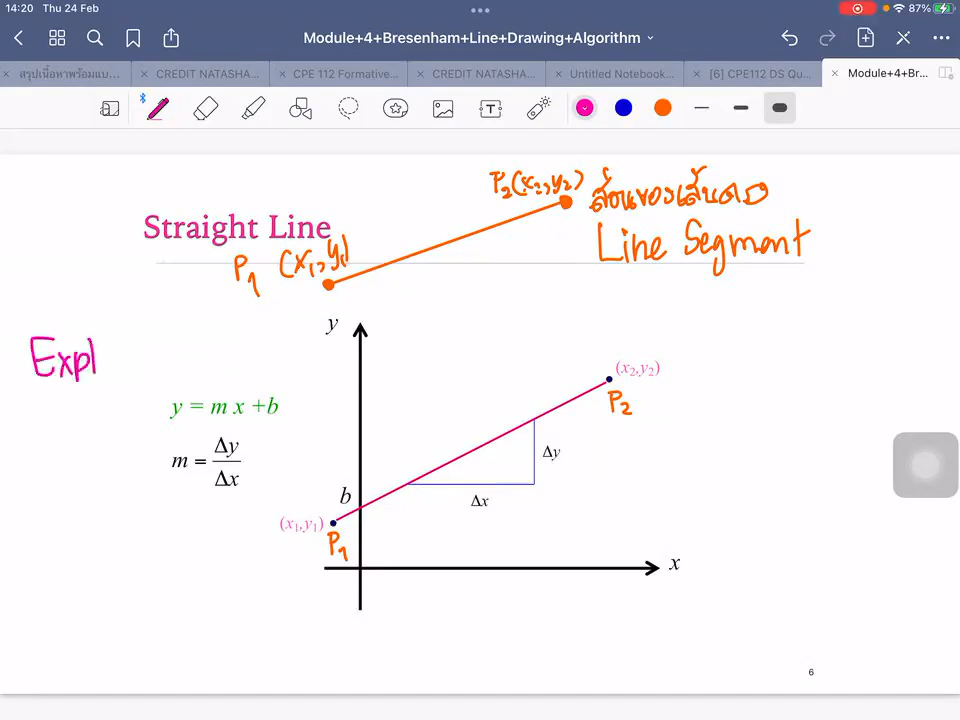 14:20 Thu 24 Feb
87%
Module+4+Bresenham+Line+Drawing+Algorithm
สรุปเนื้อหาพร้อมแบ...
CREDIT NATASHA...
CPE 112 Formative...
CREDIT NATASHA...
Untitled Notebook...
[6] CPE112 DS Qu...
Module+4+Br...
P2(x2,y2)
ส่วนของเส้นตรง
Straight Line
Line Segment
P1 (x1,y1)
y
Expl
(x2,y2)
P2
y = m x +b
m = Δy/Δx
Δy
b
Δx
(x1,y1)
P1
x
6